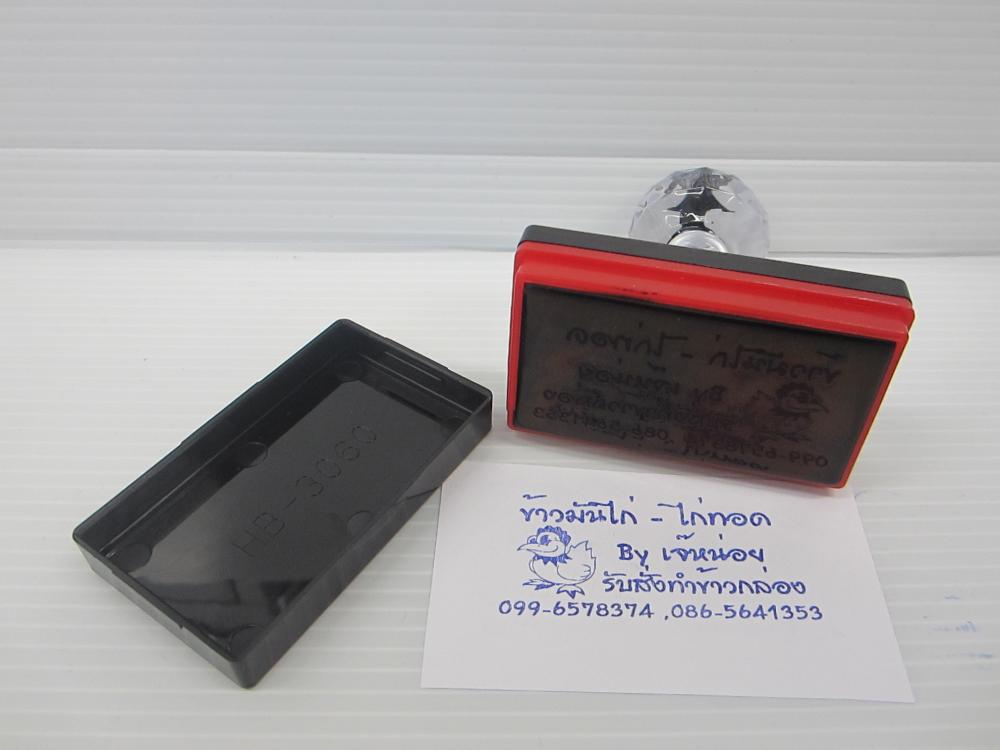 HB-3060
ข้าวมันไก่ - ไก่ทอด
By เจ๊หน่อย
รับสั่งทำข้าวกล่อง
099-6578374 ,086-5641353